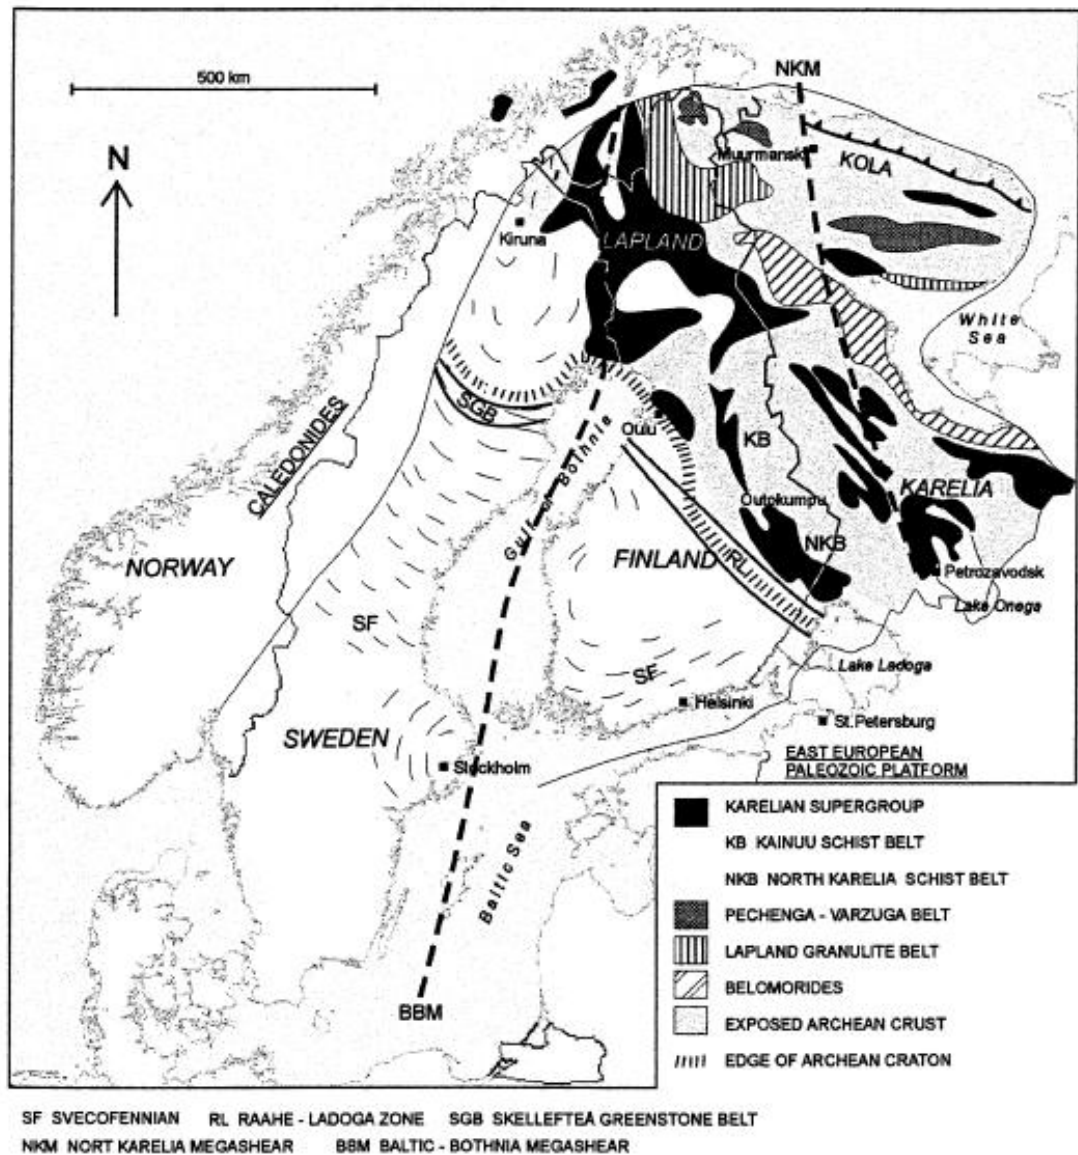 500 km
NKM
N
Muurmanski
KOLA
Kiruna
LAPLAND
White
Sea
SGB
CALEDONIDES
Oulu
KB
Gulf of Bothnia
KARELIA
Outokumpu
NORWAY
FINLAND
RL
NKB
Petrozavodsk
Lake Onega
SF
SF
Lake Ladoga
Helsinki
St.Petersburg
SWEDEN
Stockholm
EAST EUROPEAN
PALEOZOIC PLATFORM
Baltic Sea
BBM
KARELIAN SUPERGROUP
KB KAINUU SCHIST BELT
NKB NORTH KARELIA SCHIST BELT
PECHENGA - VARZUGA BELT
LAPLAND GRANULITE BELT
BELOMORIDES
EXPOSED ARCHEAN CRUST
EDGE OF ARCHEAN CRATON
SF SVECOFENNIAN RL RAAHE - LADOGA ZONE SGB SKELLEFTEÅ GREENSTONE BELT
NKM NORT KARELIA MEGASHEAR BBM BALTIC - BOTHNIA MEGASHEAR